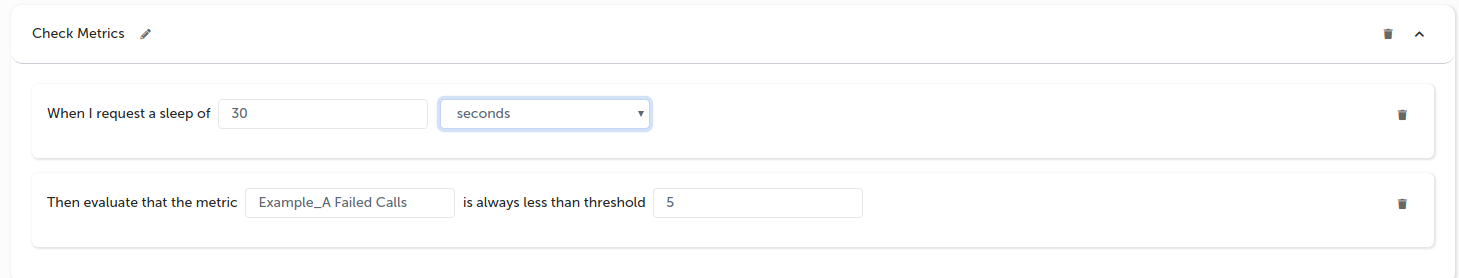 Check Metrics
When I request a sleep of 30 seconds
Then evaluate that the metric Example_A Failed Calls is always less than threshold 5